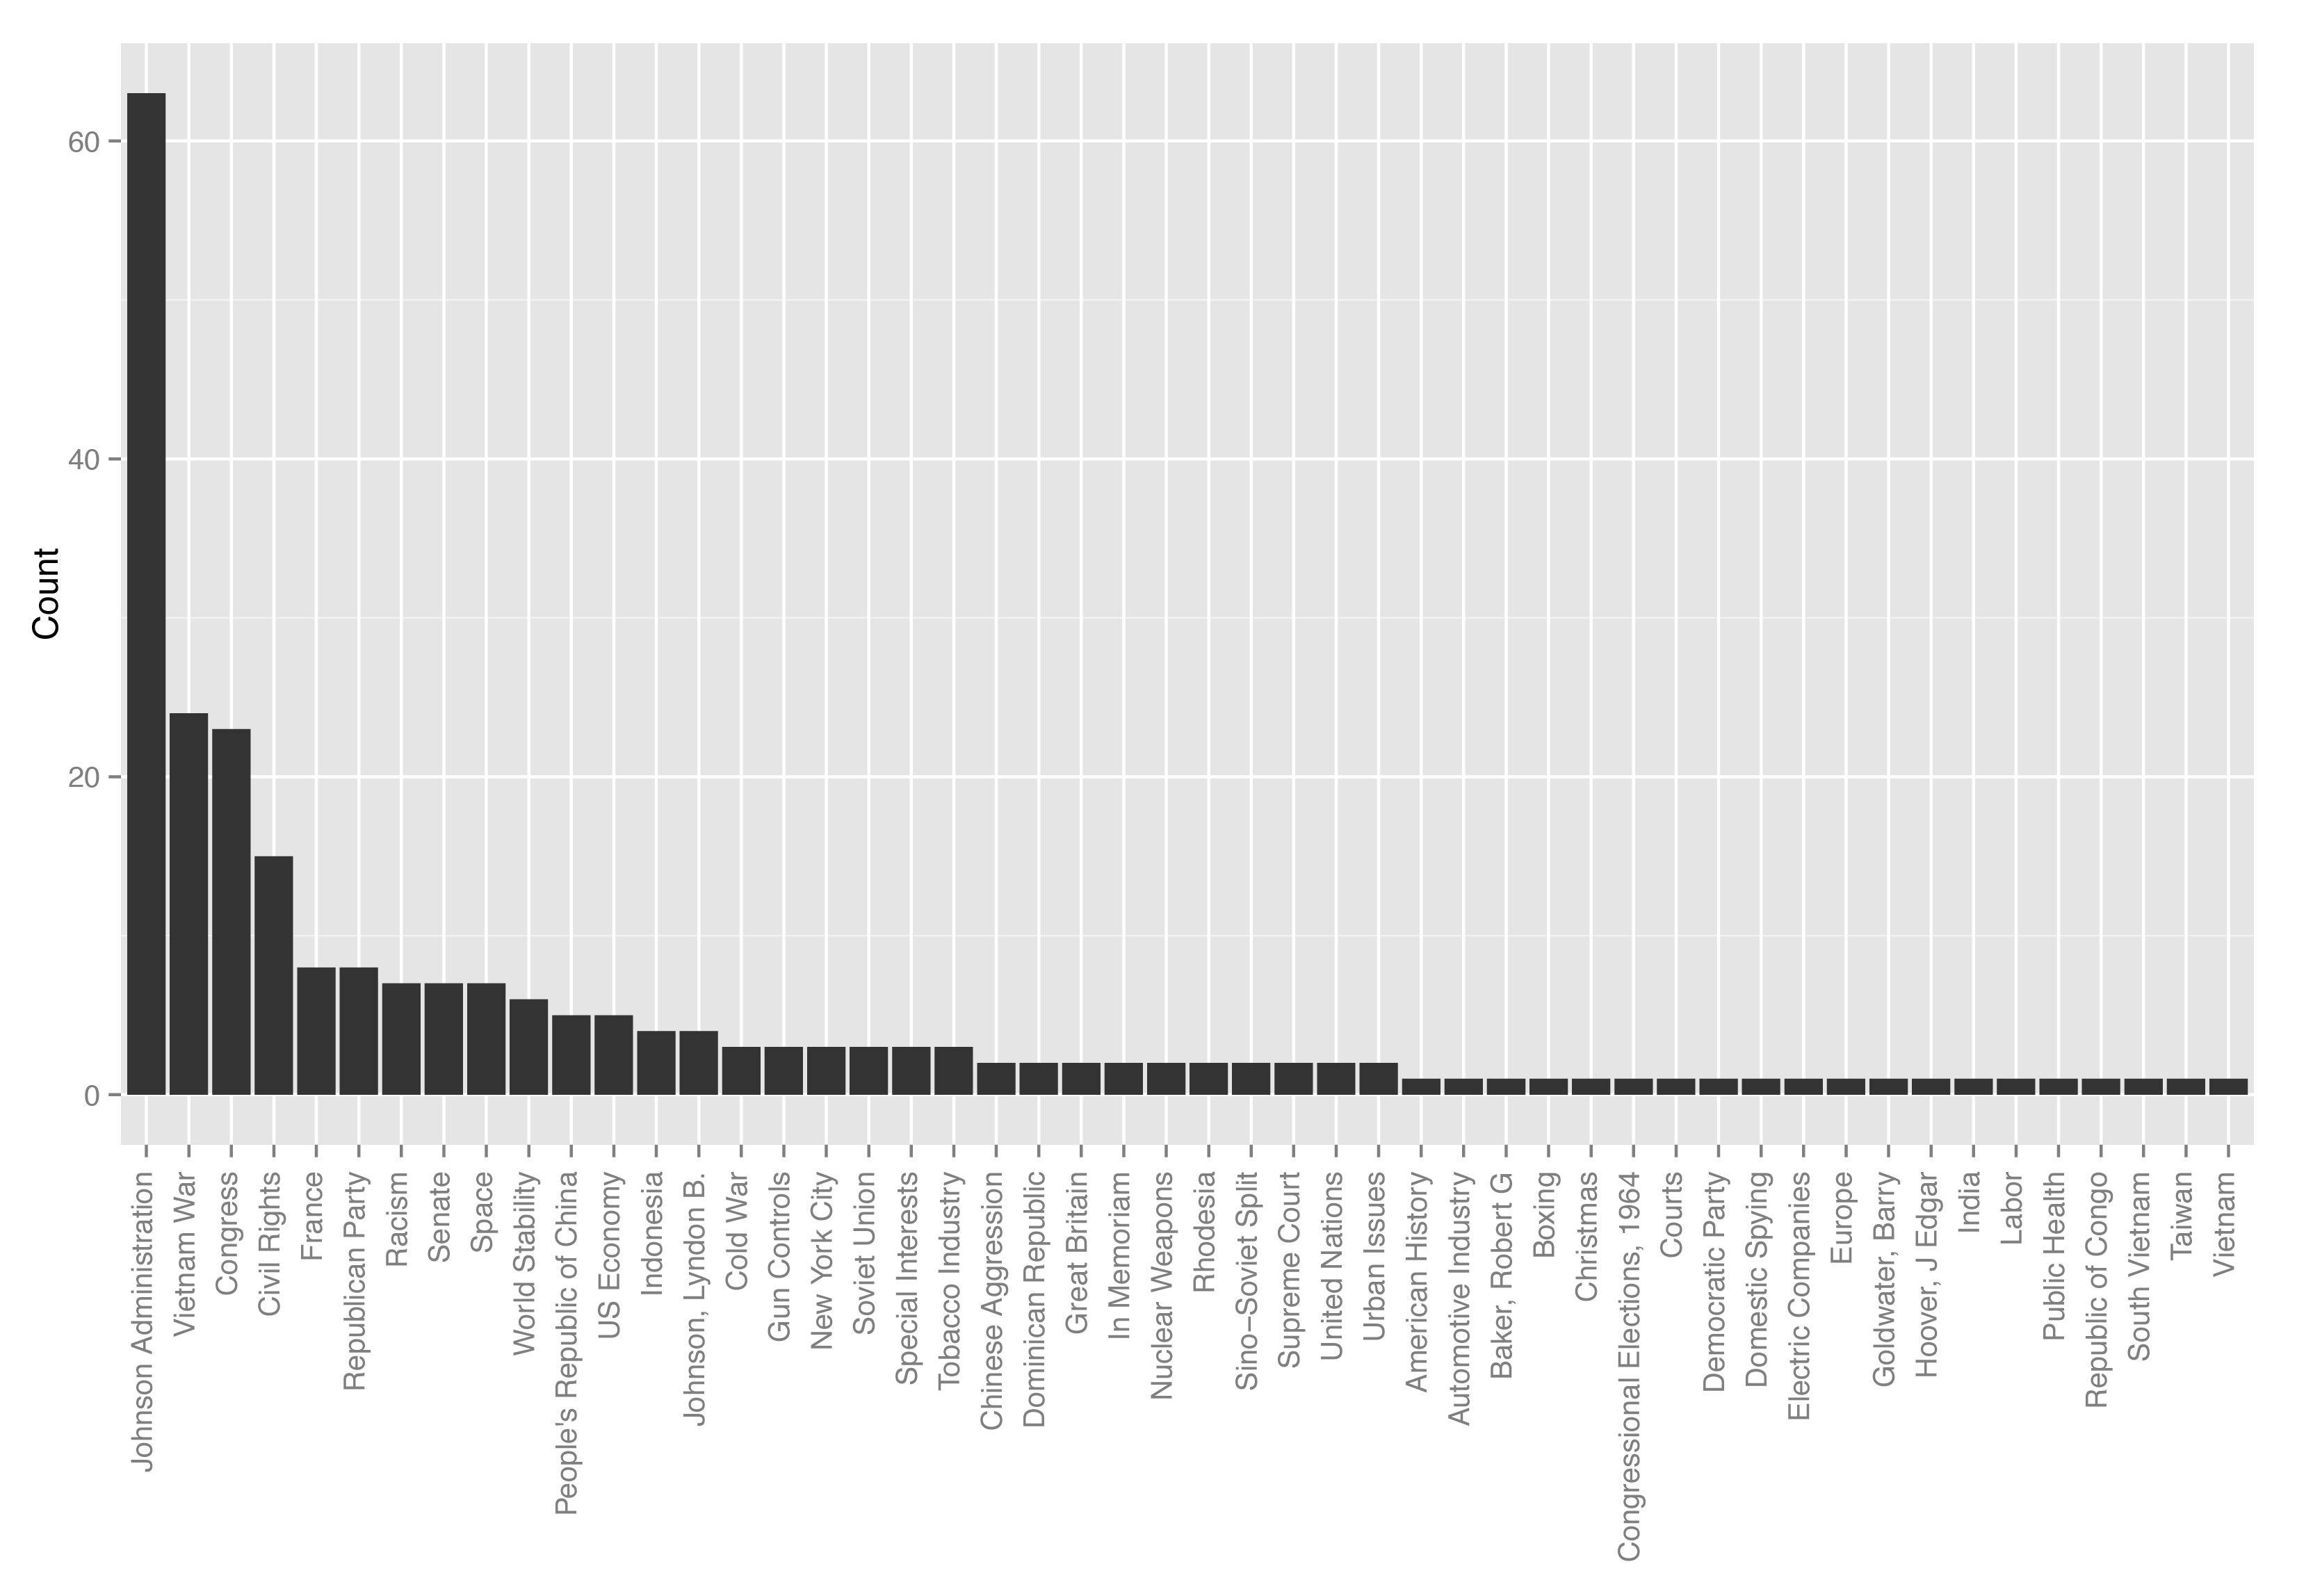 Count
60
40
20
0
Johnson Administration
Vietnam War
Congress
Civil Rights
France
Republican Party
Racism
Senate
Space
World Stability
People's Republic of China
US Economy
Indonesia
Johnson, Lyndon B.
Cold War
Gun Controls
New York City
Soviet Union
Special Interests
Tobacco Industry
Chinese Aggression
Dominican Republic
Great Britain
In Memoriam
Nuclear Weapons
Rhodesia
Sino−Soviet Split
Supreme Court
United Nations
Urban Issues
American History
Automotive Industry
Baker, Robert G
Boxing
Christmas
Congressional Elections, 1964
Courts
Democratic Party
Domestic Spying
Electric Companies
Europe
Goldwater, Barry
Hoover, J Edgar
India
Labor
Public Health
Republic of Congo
South Vietnam
Taiwan
Vietnam